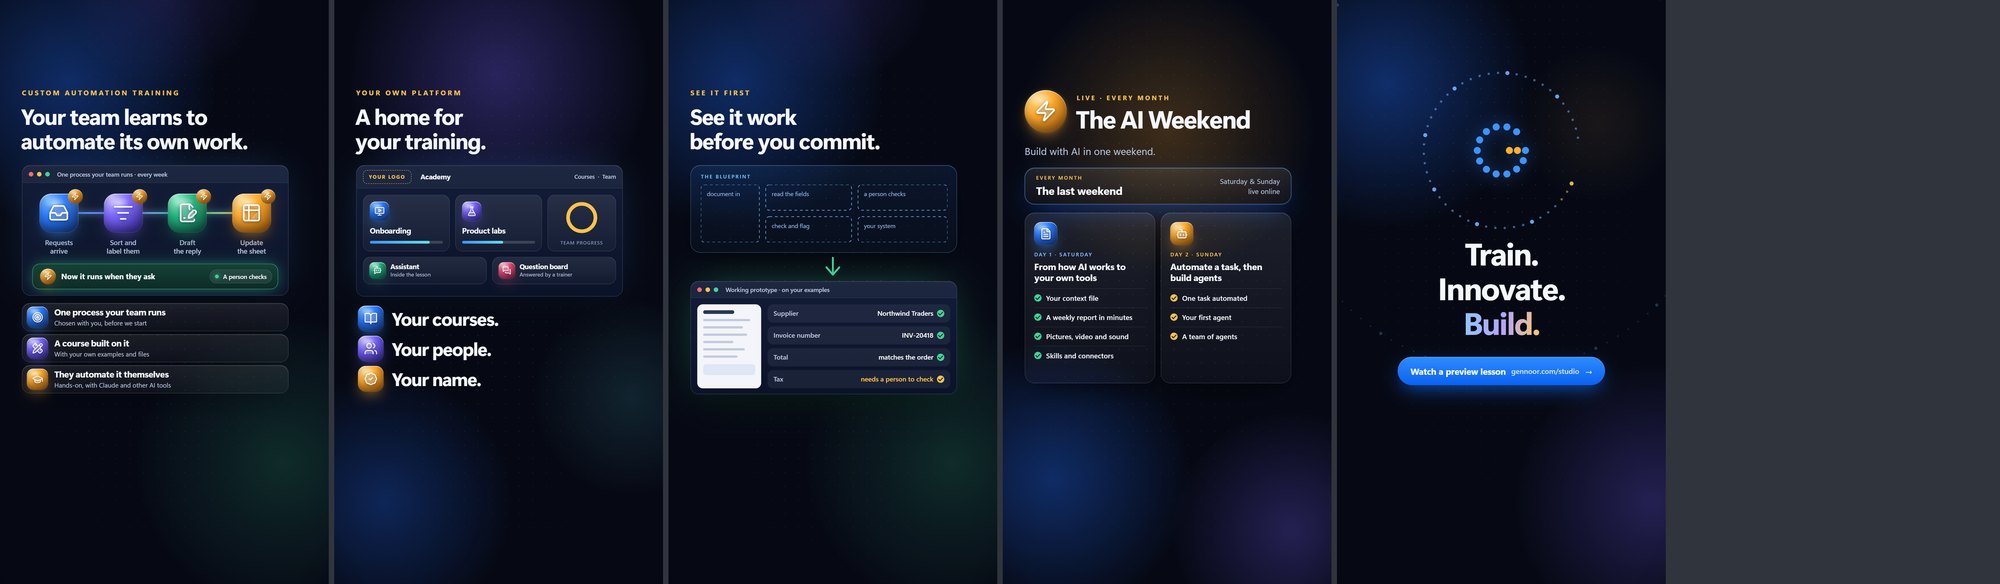 CUSTOM AUTOMATION TRAINING
Your team learns to
automate its own work.
One process your team runs · every week
Requests
arrive
Sort and
label them
Draft
the reply
Update
the sheet
Now it runs when they ask
A person checks
One process your team runs
Chosen with you, before we start
A course built on it
With your own examples and files
They automate it themselves
Hands-on, with Claude and other AI tools
YOUR OWN PLATFORM
A home for
your training.
YOUR LOGO
Academy
Courses · Team
Onboarding
Product labs
TEAM PROGRESS
Assistant
Inside the lesson
Question board
Answered by a trainer
Your courses.
Your people.
Your name.
SEE IT FIRST
See it work
before you commit.
THE BLUEPRINT
document in
read the fields
a person checks
check and flag
your system
Working prototype · on your examples
Supplier
Northwind Traders
Invoice number
INV-20418
Total
matches the order
Tax
needs a person to check
LIVE · EVERY MONTH
The AI Weekend
Build with AI in one weekend.
EVERY MONTH
The last weekend
Saturday & Sunday
live online
DAY 1 · SATURDAY
From how AI works to
your own tools
Your context file
A weekly report in minutes
Pictures, video and sound
Skills and connectors
DAY 2 · SUNDAY
Automate a task, then
build agents
One task automated
Your first agent
A team of agents
Train.
Innovate.
Build.
Watch a preview lesson gennoor.com/studio →